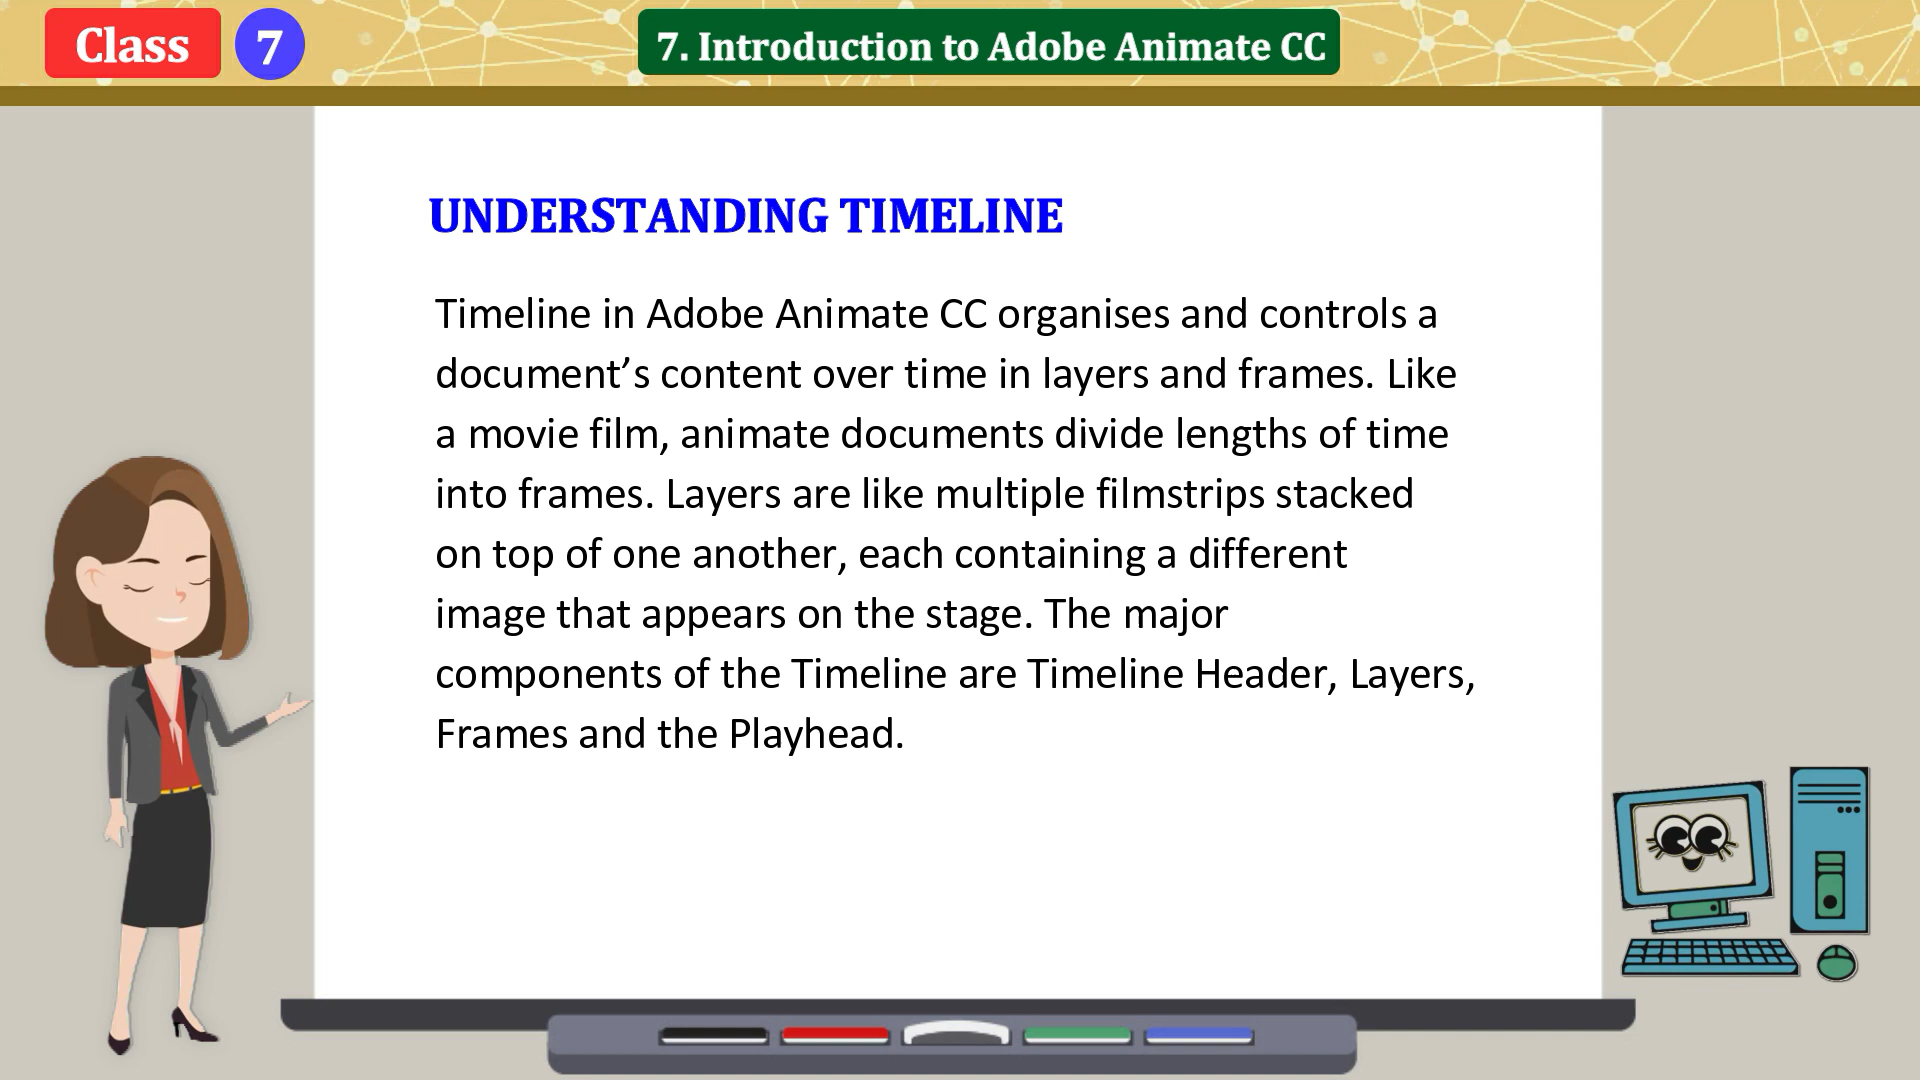 Class 7
7. Introduction to Adobe Animate CC
UNDERSTANDING TIMELINE
Timeline in Adobe Animate CC organises and controls a
document’s content over time in layers and frames. Like
a movie film, animate documents divide lengths of time
into frames. Layers are like multiple filmstrips stacked
on top of one another, each containing a different
image that appears on the stage. The major
components of the Timeline are Timeline Header, Layers,
Frames and the Playhead.